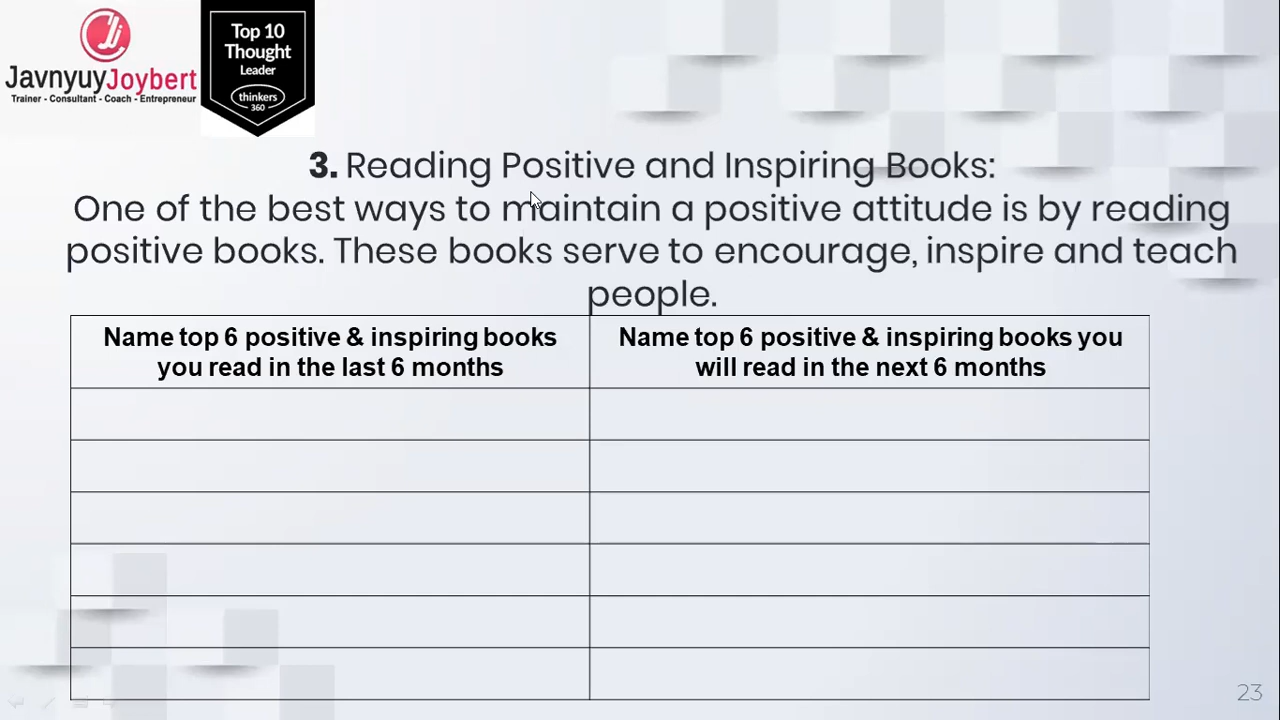 JavnyuyJoybert
Trainer - Consultant - Coach - Entrepreneur
Top 10
Thought
Leader
thinkers
360
3. Reading Positive and Inspiring Books:
One of the best ways to maintain a positive attitude is by reading
positive books. These books serve to encourage, inspire and teach
people.
Name top 6 positive & inspiring books
you read in the last 6 months
Name top 6 positive & inspiring books you
will read in the next 6 months
23